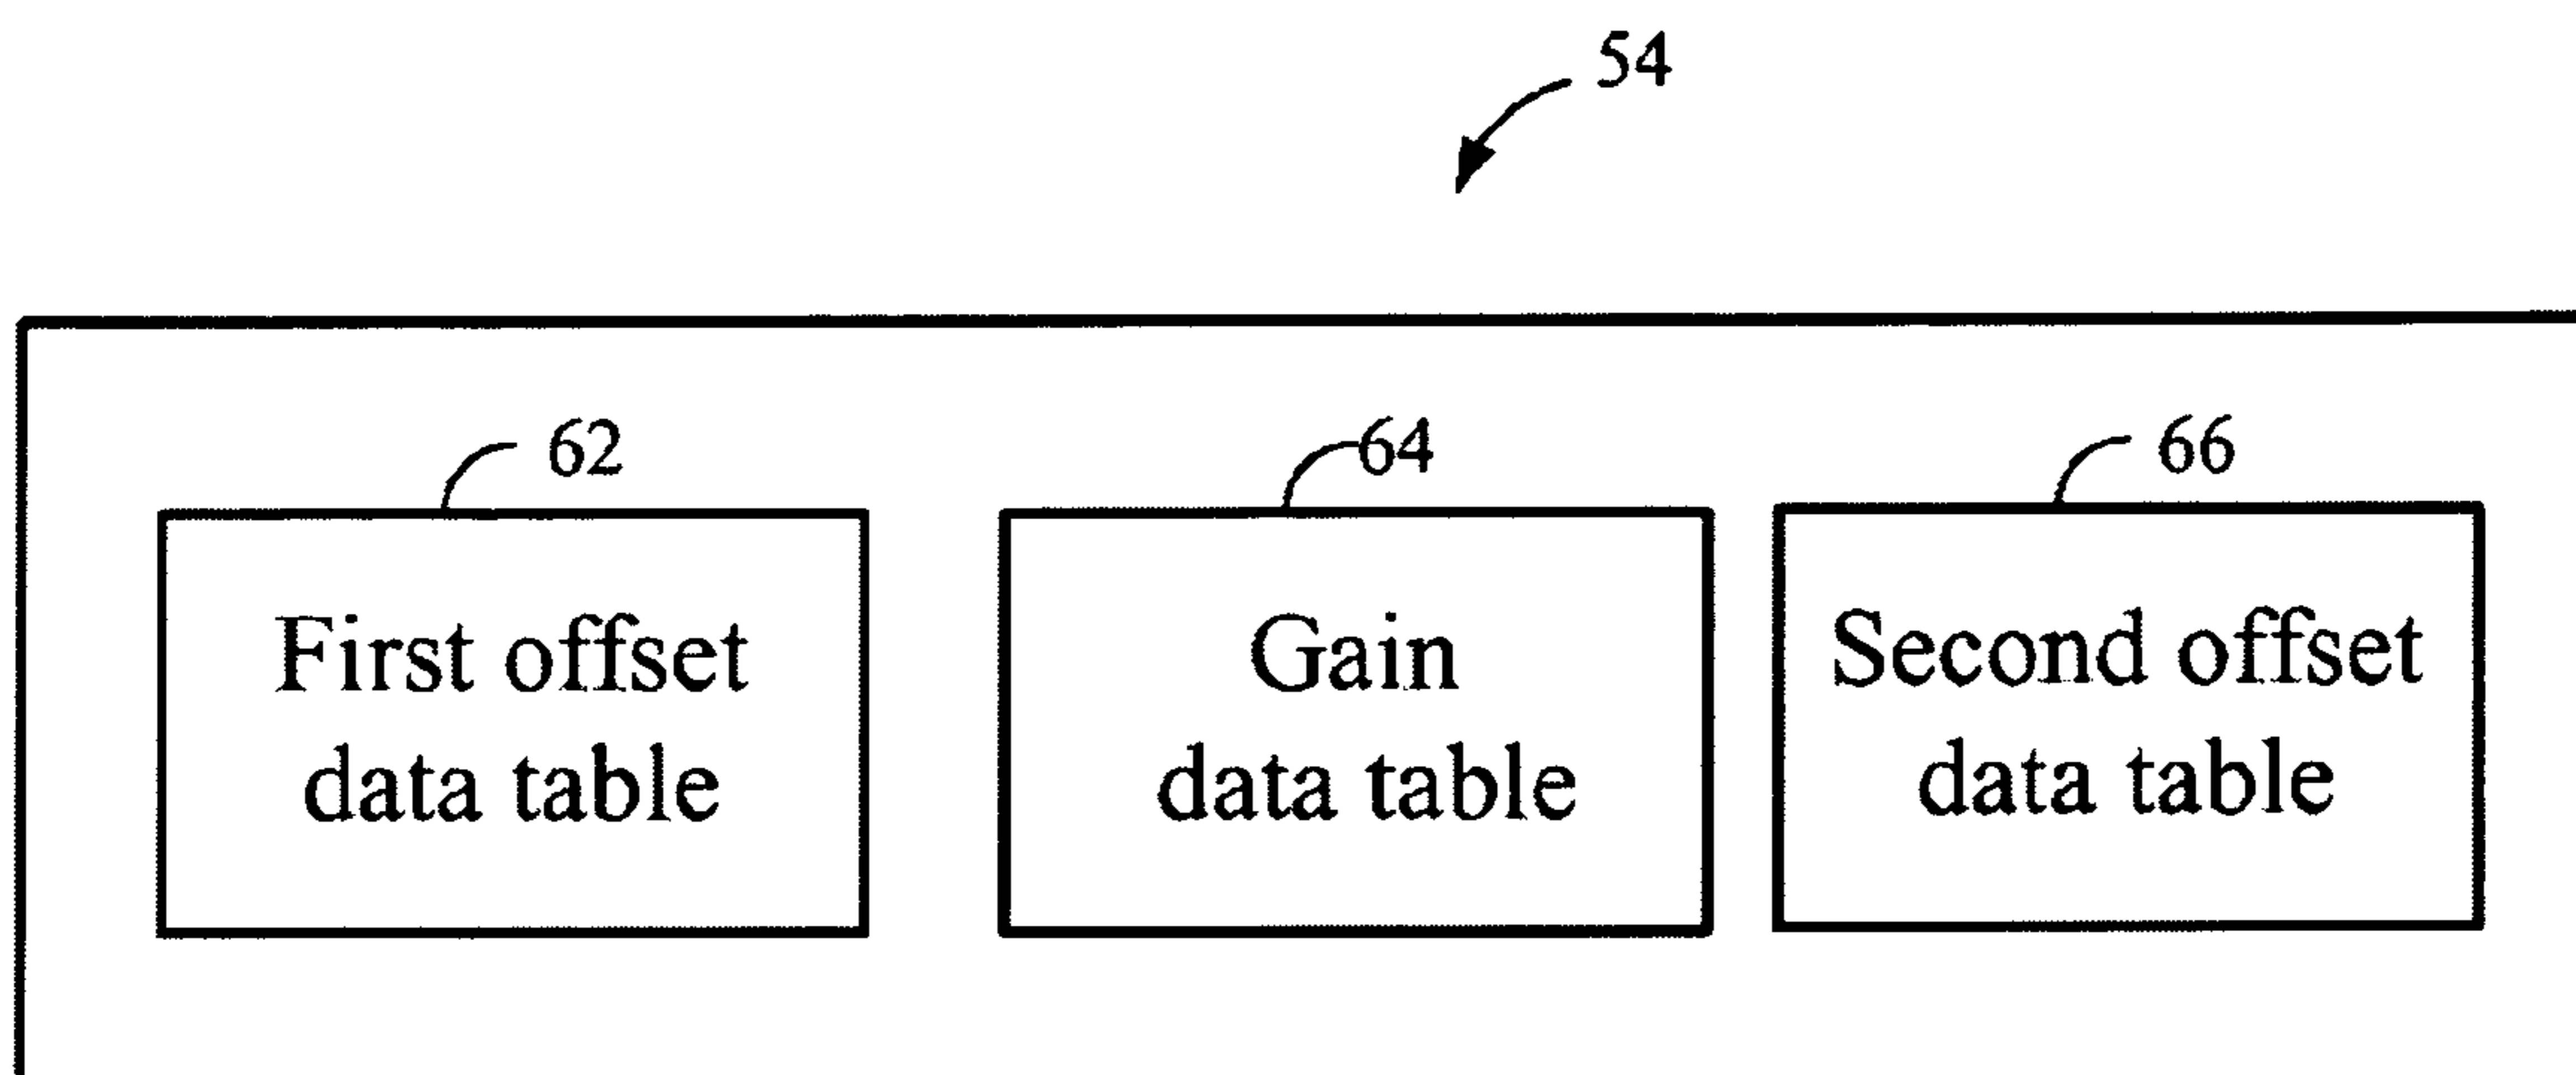 54
62
64
66
First offset
data table
Gain
data table
Second offset
data table